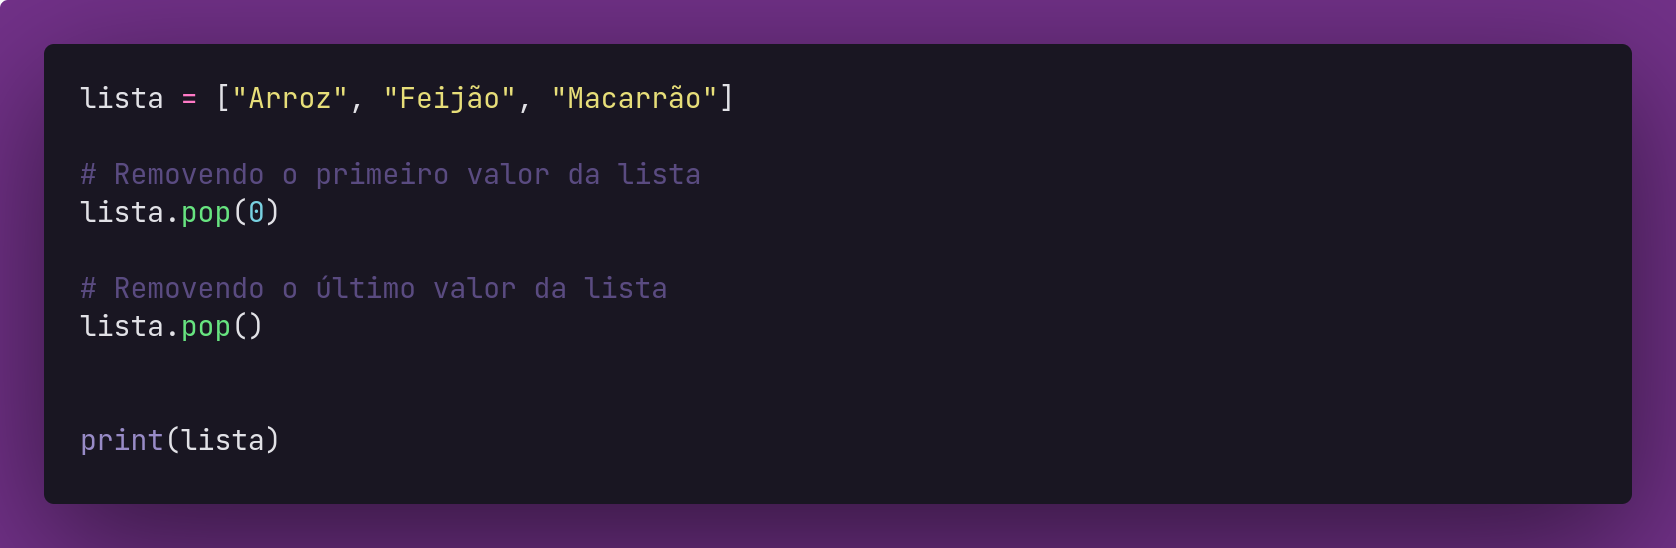 lista = ["Arroz", "Feijão", "Macarrão"]
# Removendo o primeiro valor da lista
lista.pop(0)
# Removendo o último valor da lista
lista.pop()
print(lista)